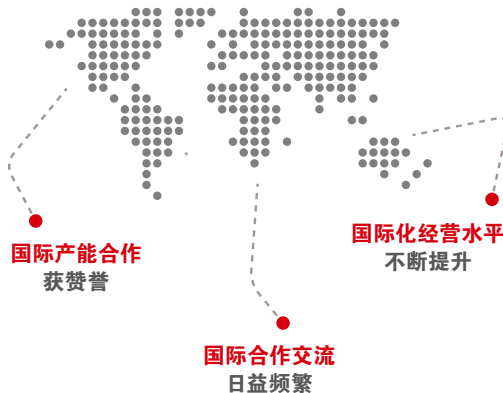 国际产能合作
获赞誉
国际化经营水平
不断提升
国际合作交流
日益频繁